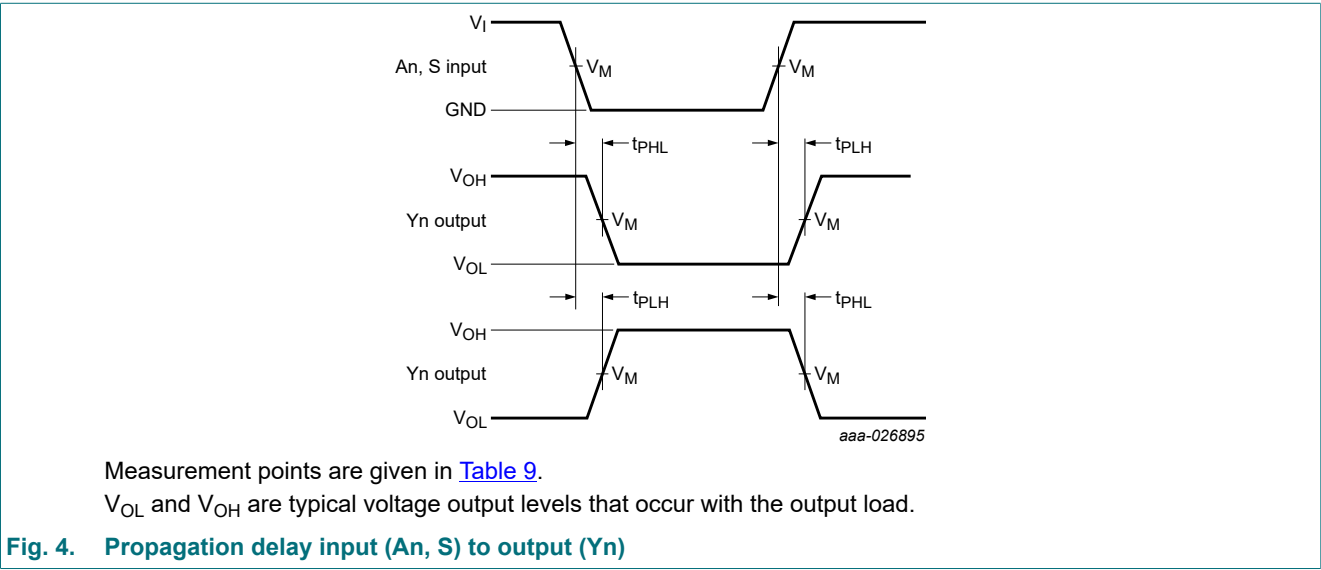 VI
An, S input
VM
VM
GND
tPHL
tPLH
VOH
Yn output
VM
VM
VOL
tPLH
tPHL
VOH
Yn output
VM
VM
VOL
aaa-026895
Measurement points are given in Table 9.
VOL and VOH are typical voltage output levels that occur with the output load.
Fig. 4. Propagation delay input (An, S) to output (Yn)